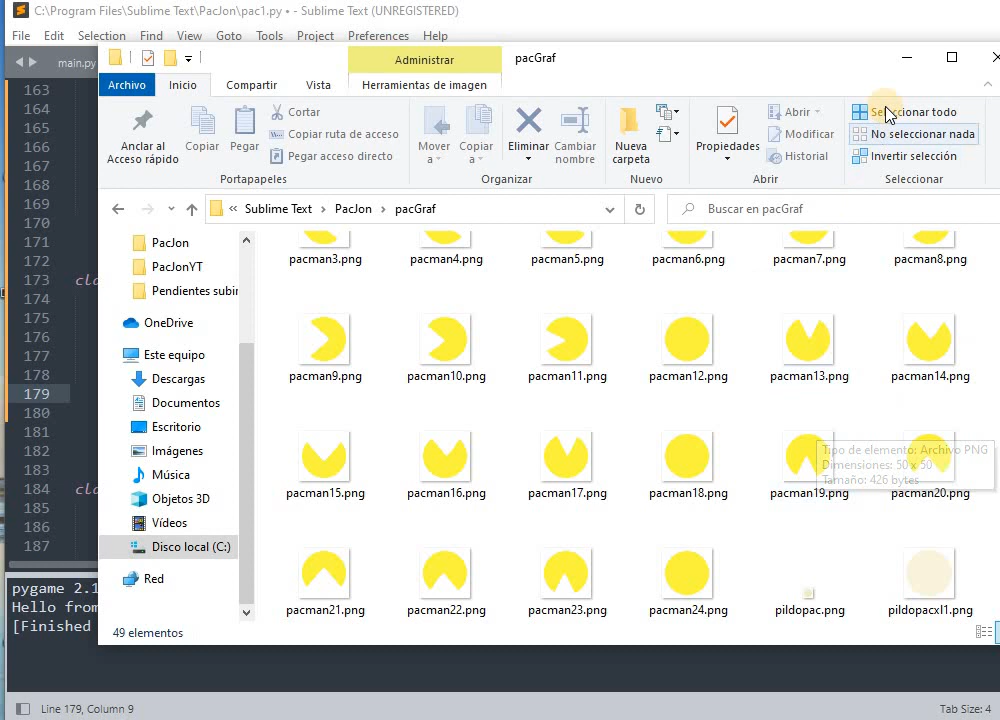 C:\Program Files\Sublime Text\PacJon\pac1.py • - Sublime Text (UNREGISTERED)
File Edit Selection Find View Goto Tools Project Preferences Help
main.py
Administrar
pacGraf
Archivo Inicio Compartir Vista Herramientas de imagen
Anclar al
Acceso rápido
Copiar
Pegar
Cortar
Copiar ruta de acceso
Pegar acceso directo
Portapapeles
Mover
a
Copiar
a
Eliminar
Cambiar
nombre
Organizar
Nueva
carpeta
Nuevo
Propiedades
Abrir
Modificar
Historial
Abrir
Seleccionar todo
No seleccionar nada
Invertir selección
Seleccionar
« Sublime Text › PacJon › pacGraf
Buscar en pacGraf
PacJon
PacJonYT
Pendientes subir
OneDrive
Este equipo
Descargas
Documentos
Escritorio
Imágenes
Música
Objetos 3D
Vídeos
Disco local (C:)
Red
pacman3.png pacman4.png pacman5.png pacman6.png pacman7.png pacman8.png
pacman9.png pacman10.png pacman11.png pacman12.png pacman13.png pacman14.png
pacman15.png pacman16.png pacman17.png pacman18.png pacman19.png pacman20.png
Tipo de elemento: Archivo PNG
Dimensiones: 50 x 50
Tamaño: 426 bytes
pacman21.png pacman22.png pacman23.png pacman24.png pildopac.png pildopacxl1.png
49 elementos
163
164
165
166
167
168
169
170
171
172
173 cla
174
175
176
177
178
179
180
181
182
183
184 cla
185
186
187
pygame 2.1
Hello from
[Finished
Line 179, Column 9
Tab Size: 4